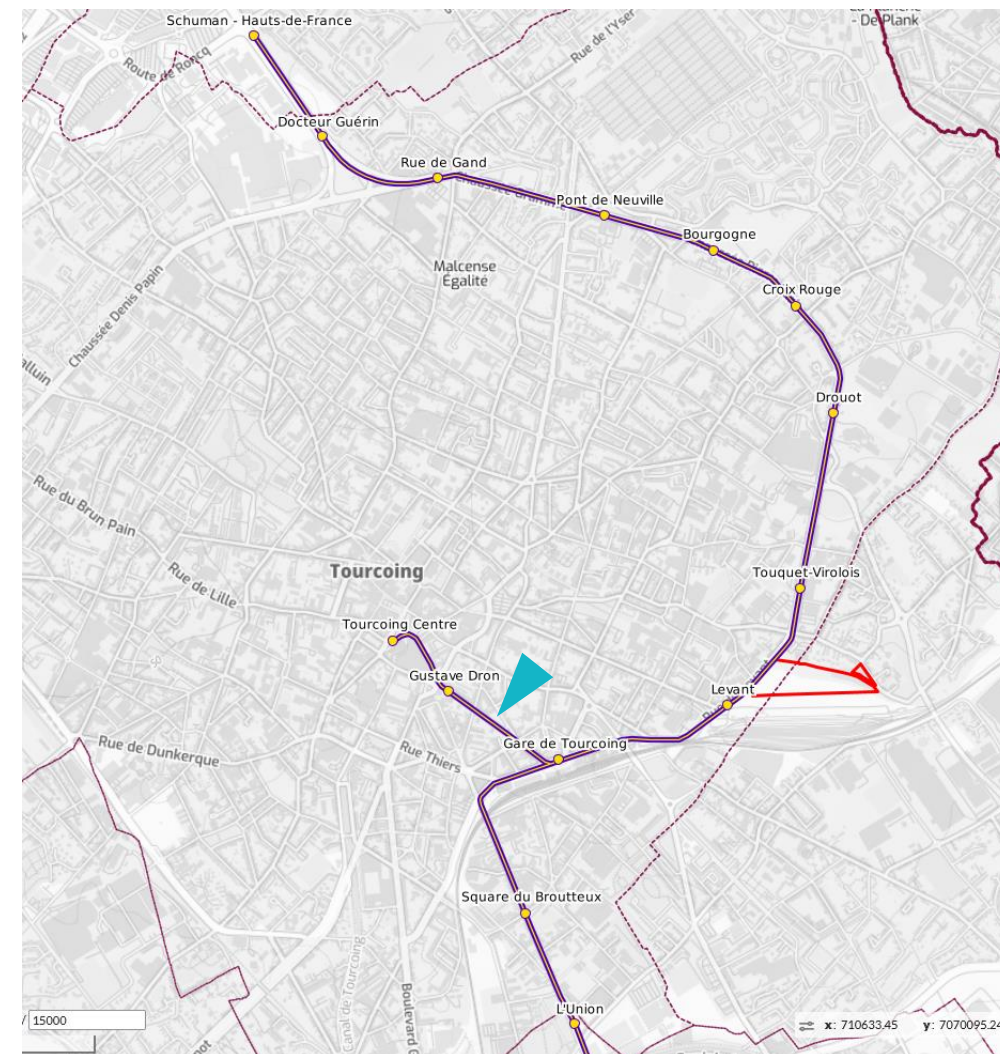 - De Plank
Schuman - Hauts-de-France
Rue de l'Yser
Route de Roncq
Docteur Guérin
Rue de Gand
Pont de Neuville
Bourgogne
Malcense
Égalité
Croix Rouge
Chaussée Denis Papin
Drouot
Rue du Brun Pain
Tourcoing
Touquet-Virolois
Rue de Lille
Tourcoing Centre
Gustave Dron
Levant
Rue de Dunkerque
Rue Thiers
Gare de Tourcoing
Square du Broutteux
Canal de Tourcoing
Boulevard G
L'Union
/ 15000
x: 710633.45 y: 7070095.24